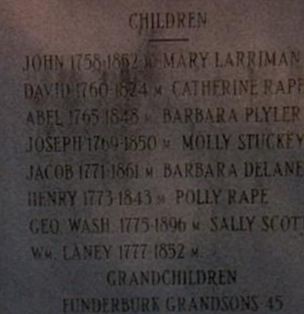 CHILDREN
JOHN 1758-1862 M. MARY LARRIMAN
DAVID 1760-1824 M. CATHERINE RAPE
ABEL 1765-1848 M. BARBARA PLYLER
JOSEPH 1769-1850 M. MOLLY STUCKEY
JACOB 1771-1861 M. BARBARA DELANE
HENRY 1773-1843 M. POLLY RAPE
GEO. WASH. 1775-1896 M. SALLY SCOT
WM. LANEY 1777-1852 M.
GRANDCHILDREN
FUNDERBURK GRANDSONS 45